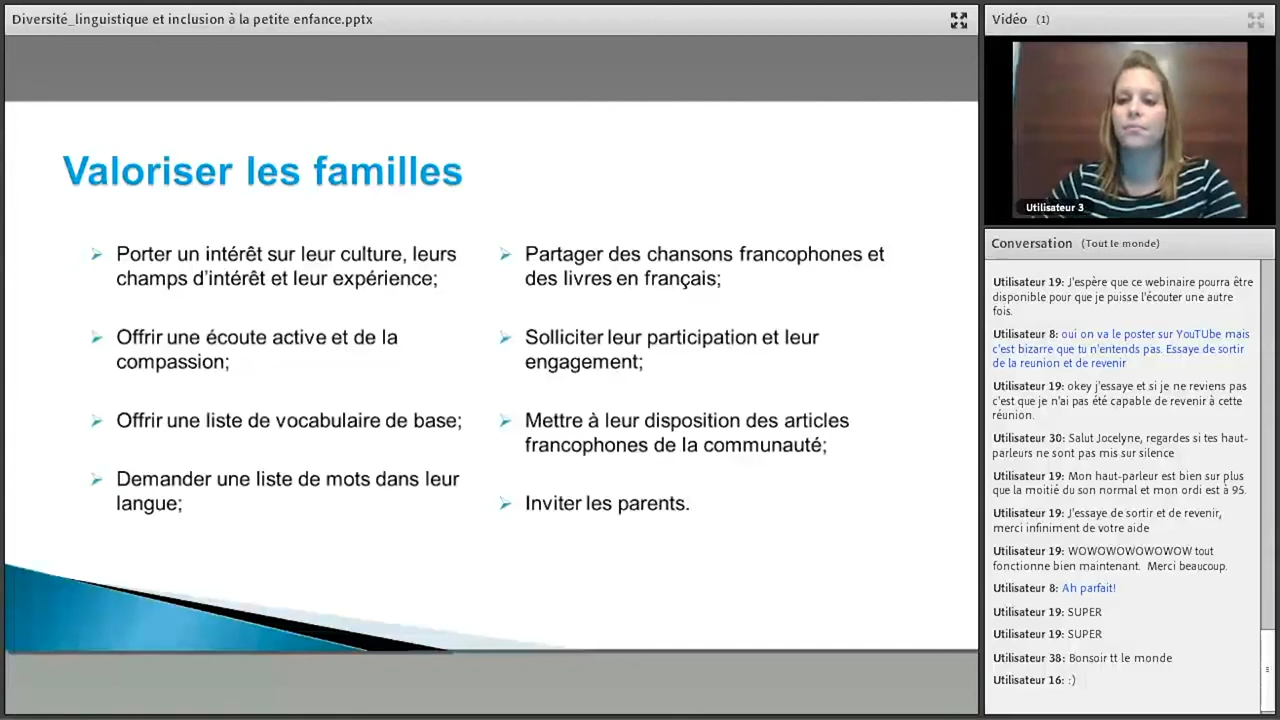 Diversité_linguistique et inclusion à la petite enfance.pptx
Valoriser les familles
Porter un intérêt sur leur culture, leurs
champs d'intérêt et leur expérience;
Offrir une écoute active et de la
compassion;
Offrir une liste de vocabulaire de base;
Demander une liste de mots dans leur
langue;
Partager des chansons francophones et
des livres en français;
Solliciter leur participation et leur
engagement;
Mettre à leur disposition des articles
francophones de la communauté;
Inviter les parents.
Vidéo (1)
Utilisateur 3
Conversation (Tout le monde)
Utilisateur 19: J'espère que ce webinaire pourra être
disponible pour que je puisse l'écouter une autre
fois.
Utilisateur 8: oui on va le poster sur YouTUbe mais
c'est bizarre que tu n'entends pas. Essaye de sortir
de la reunion et de revenir
Utilisateur 19: okey j'essaye et si je ne reviens pas
c'est que je n'ai pas été capable de revenir à cette
réunion.
Utilisateur 30: Salut Jocelyne, regardes si tes haut-
parleurs ne sont pas mis sur silence
Utilisateur 19: Mon haut-parleur est bien sur plus
que la moitié du son normal et mon ordi est à 95.
Utilisateur 19: J'essaye de sortir et de revenir,
merci infiniment de votre aide
Utilisateur 19: WOWOWOWOWOWOW tout
fonctionne bien maintenant. Merci beaucoup.
Utilisateur 8: Ah parfait!
Utilisateur 19: SUPER
Utilisateur 19: SUPER
Utilisateur 38: Bonsoir tt le monde
Utilisateur 16: :)